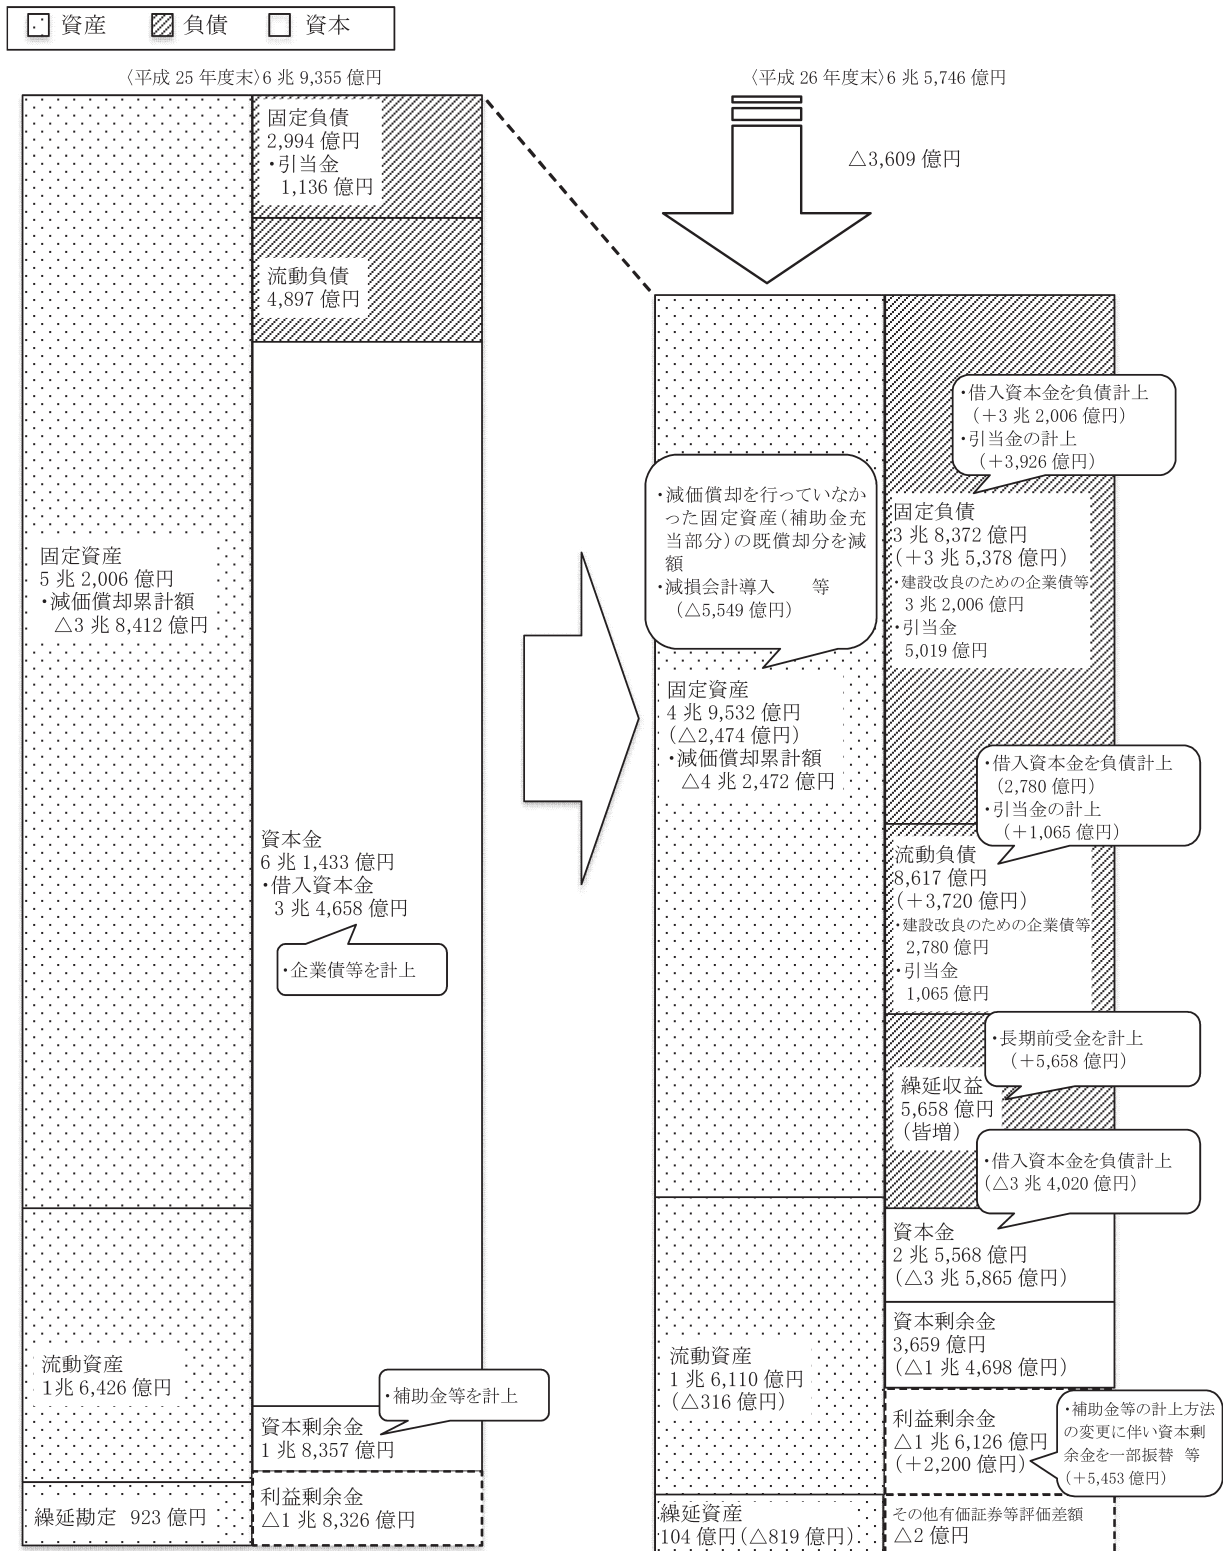 資産 負債 資本
〈平成 25 年度末〉6 兆 9,355 億円
固定負債
2,994 億円
・引当金
1,136 億円
流動負債
4,897 億円
固定資産
5 兆 2,006 億円
・減価償却累計額
△3 兆 8,412 億円
資本金
6 兆 1,433 億円
・借入資本金
3 兆 4,658 億円
・企業債等を計上
流動資産
1兆 6,426 億円
・補助金等を計上
資本剰余金
1 兆 8,357 億円
繰延勘定 923 億円
利益剰余金
△1 兆 8,326 億円
〈平成 26 年度末〉6 兆 5,746 億円
△3,609 億円
・減価償却を行っていなか
った固定資産（補助金充
当部分）の既償却分を減
額
・減損会計導入 等
（△5,549 億円）
固定資産
4 兆 9,532 億円
(△2,474 億円)
・減価償却累計額
△4 兆 2,472 億円
・借入資本金を負債計上
（＋3 兆 2,006 億円）
・引当金の計上
（＋3,926 億円）
固定負債
3 兆 8,372 億円
(＋3 兆 5,378 億円)
・建設改良のための企業債等
3 兆 2,006 億円
・引当金
5,019 億円
・借入資本金を負債計上
（2,780 億円）
・引当金の計上
（＋1,065 億円）
流動負債
8,617 億円
(＋3,720 億円)
・建設改良のための企業債等
2,780 億円
・引当金
1,065 億円
・長期前受金を計上
（＋5,658 億円）
繰延収益
5,658 億円
（皆増）
・借入資本金を負債計上
（△3 兆 4,020 億円）
資本金
2 兆 5,568 億円
（△3 兆 5,865 億円）
資本剰余金
3,659 億円
（△1 兆 4,698 億円）
流動資産
1 兆 6,110 億円
(△316 億円)
利益剰余金
△1 兆 6,126 億円
(＋2,200 億円)
・補助金等の計上方法
の変更に伴い資本剰
余金を一部振替 等
（＋5,453 億円）
繰延資産
104 億円(△819 億円)
その他有価証券等評価差額
△2 億円